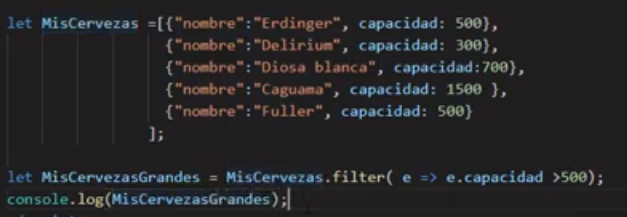 let MisCervezas =[{"nombre":"Erdinger", capacidad: 500},
{"nombre":"Delirium", capacidad: 300},
{"nombre":"Diosa blanca", capacidad:700},
{"nombre":"Caguama", capacidad: 1500 },
{"nombre":"Fuller", capacidad: 500}
];
let MisCervezasGrandes = MisCervezas.filter( e => e.capacidad >500);
console.log(MisCervezasGrandes);